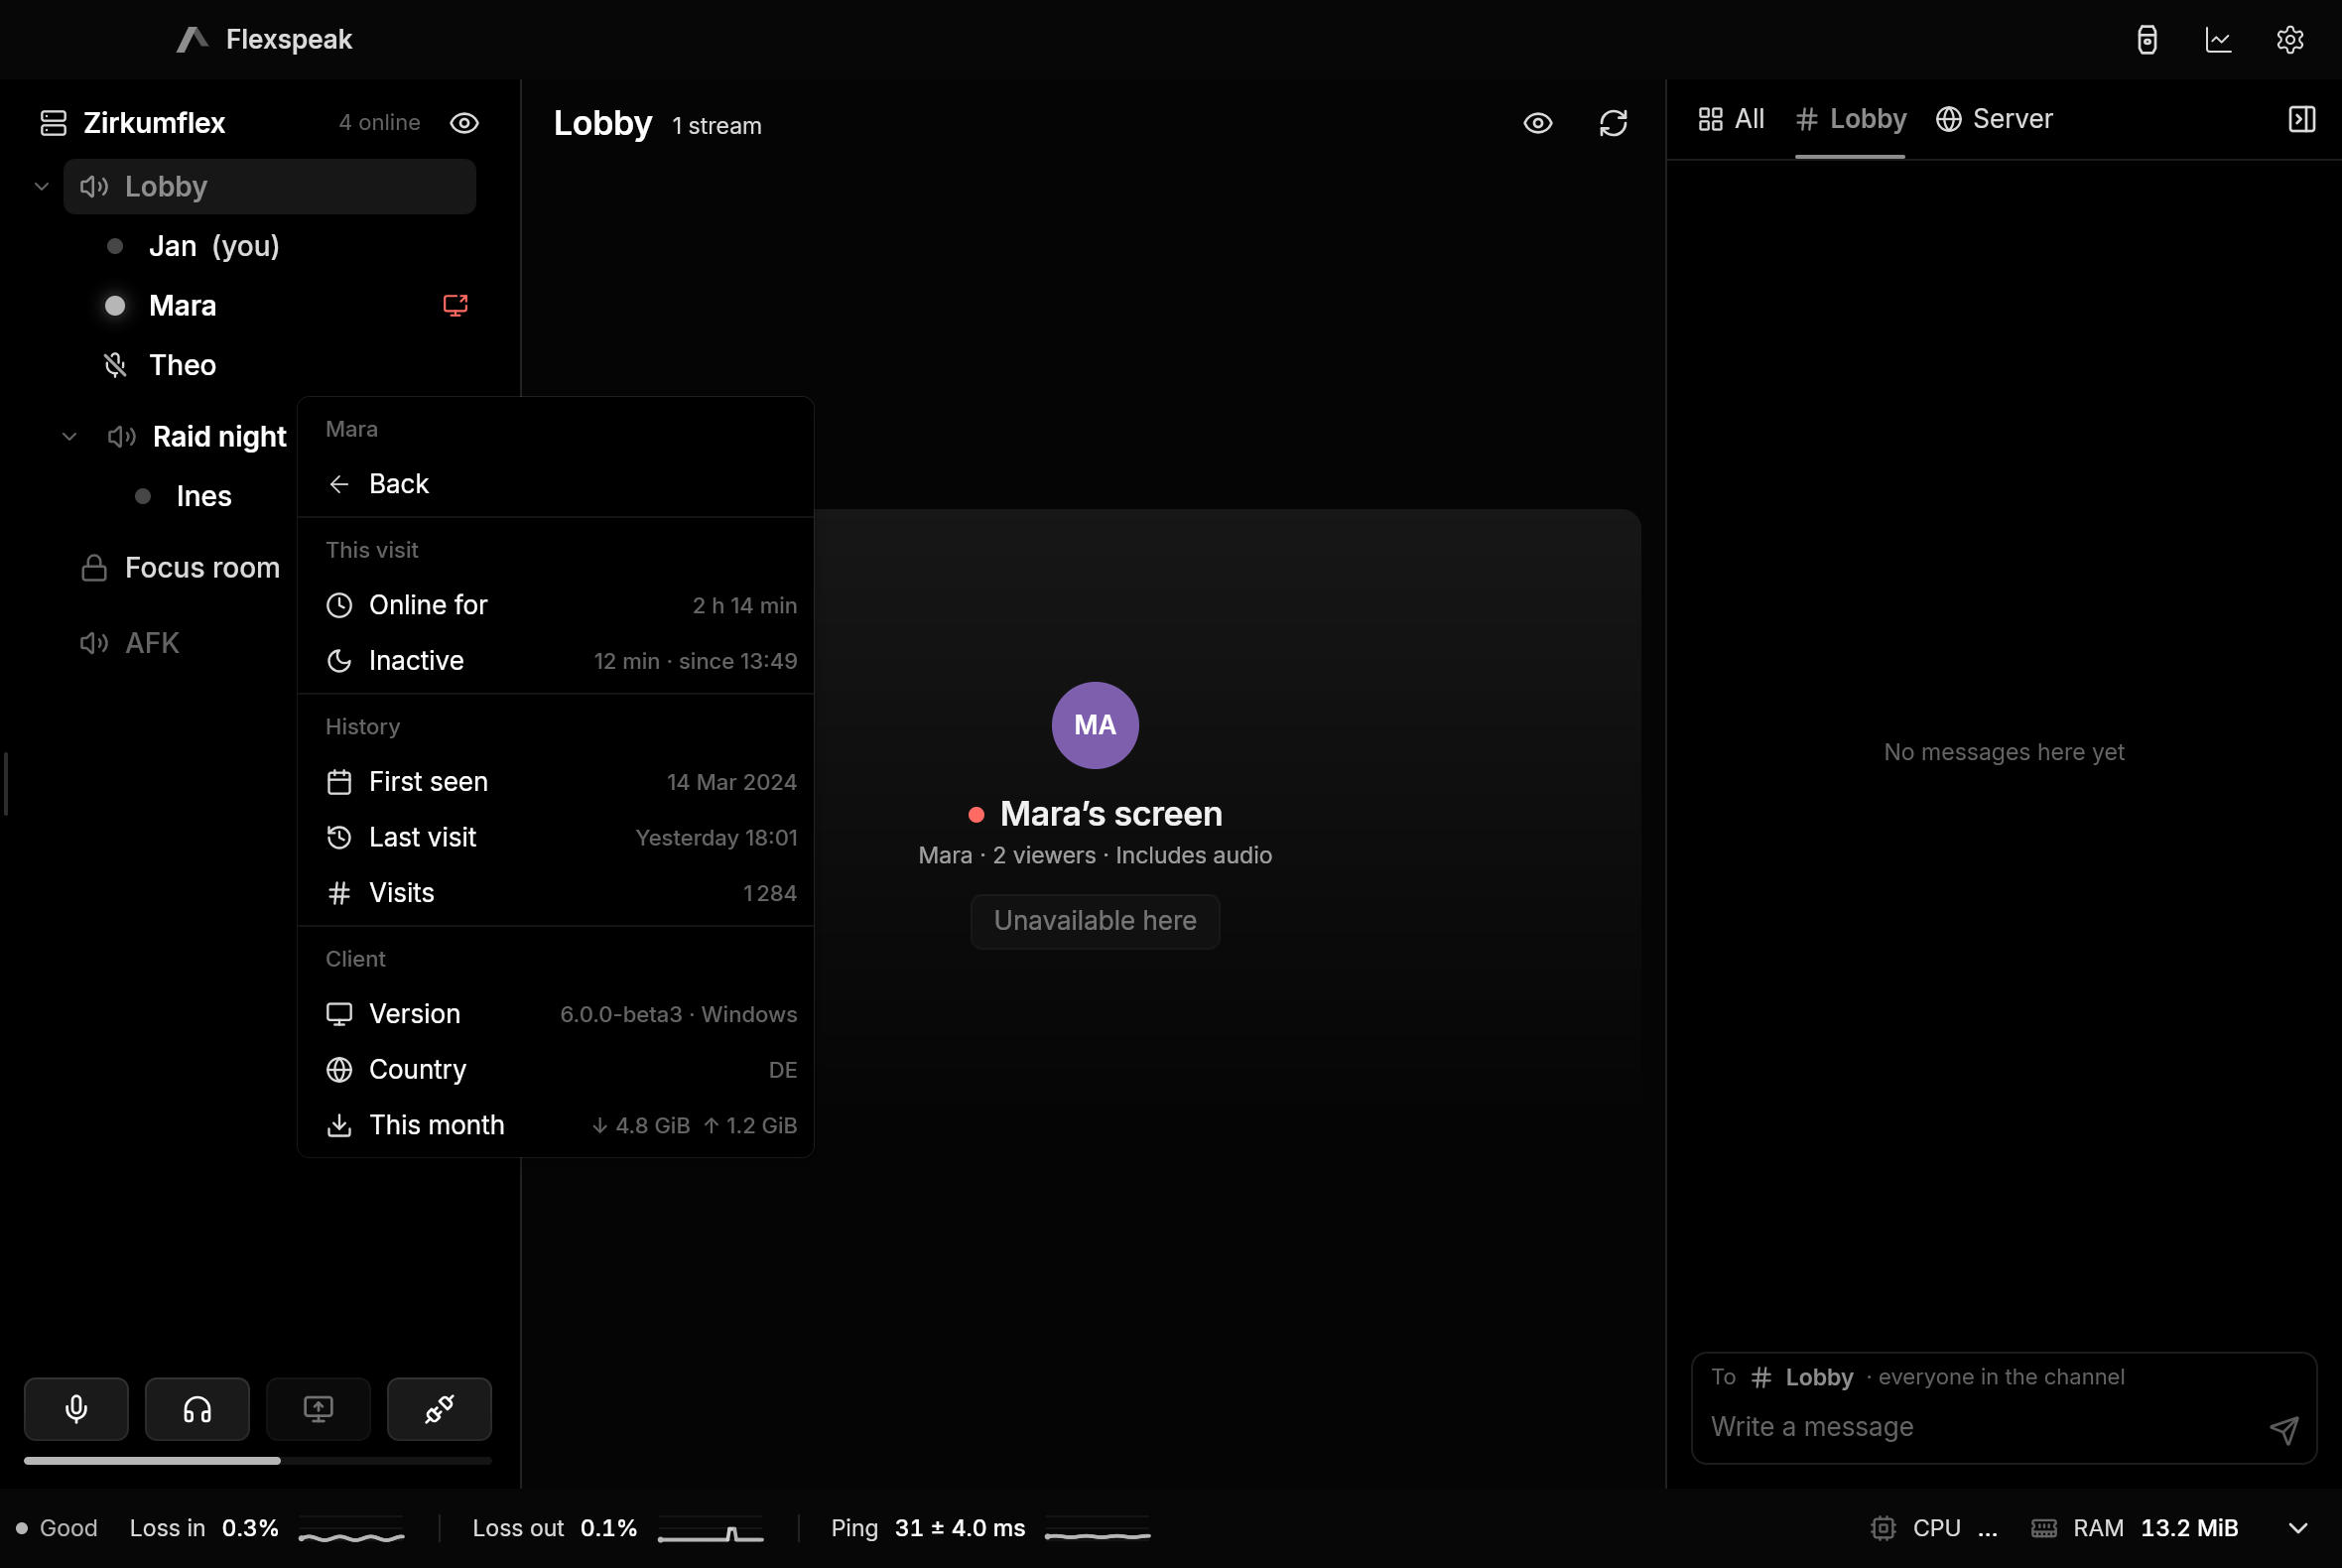 Flexspeak
Zirkumflex 4 online
Lobby
Jan (you)
Mara
Theo
Raid night
Ines
Focus room
AFK
Mara
Back
This visit
Online for 2 h 14 min
Inactive 12 min · since 13:49
History
First seen 14 Mar 2024
Last visit Yesterday 18:01
Visits 1 284
Client
Version 6.0.0-beta3 · Windows
Country DE
This month ↓ 4.8 GiB ↑ 1.2 GiB
Lobby 1 stream
MA
Mara’s screen
Mara · 2 viewers · Includes audio
Unavailable here
All # Lobby Server
No messages here yet
To # Lobby · everyone in the channel
Write a message
Good Loss in 0.3% Loss out 0.1% Ping 31 ± 4.0 ms CPU ... RAM 13.2 MiB